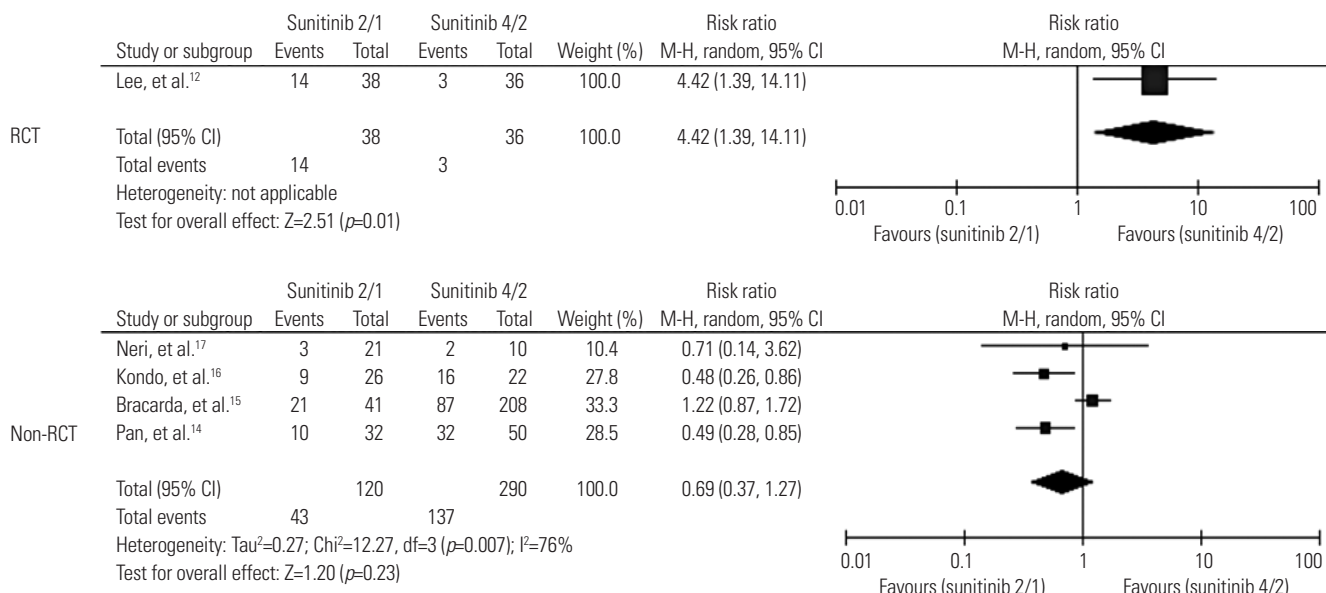 Sunitinib 2/1 Sunitinib 4/2 Risk ratio Risk ratio
Study or subgroup Events Total Events Total Weight (%) M-H, random, 95% CI M-H, random, 95% CI
Lee, et al.¹² 14 38 3 36 100.0 4.42 (1.39, 14.11)
RCT Total (95% CI) 38 36 100.0 4.42 (1.39, 14.11)
Total events 14 3
Heterogeneity: not applicable
Test for overall effect: Z=2.51 (p=0.01)
0.01 0.1 1 10 100
Favours (sunitinib 2/1) Favours (sunitinib 4/2)
Sunitinib 2/1 Sunitinib 4/2 Risk ratio Risk ratio
Study or subgroup Events Total Events Total Weight (%) M-H, random, 95% CI M-H, random, 95% CI
Neri, et al.¹⁷ 3 21 2 10 10.4 0.71 (0.14, 3.62)
Kondo, et al.¹⁶ 9 26 16 22 27.8 0.48 (0.26, 0.86)
Bracarda, et al.¹⁵ 21 41 87 208 33.3 1.22 (0.87, 1.72)
Non-RCT Pan, et al.¹⁴ 10 32 32 50 28.5 0.49 (0.28, 0.85)
Total (95% CI) 120 290 100.0 0.69 (0.37, 1.27)
Total events 43 137
Heterogeneity: Tau²=0.27; Chi²=12.27, df=3 (p=0.007); I²=76%
Test for overall effect: Z=1.20 (p=0.23)
0.01 0.1 1 10 100
Favours (sunitinib 2/1) Favours (sunitinib 4/2)